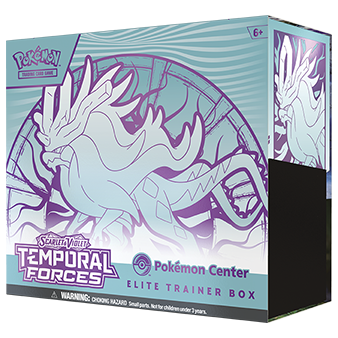 Pokémon
TRADING CARD GAME
6+
SCARLET & VIOLET
TEMPORAL
FORCES
Pokémon Center
ELITE TRAINER BOX
WARNING: CHOKING HAZARD Small parts. Not for children under 3 years.